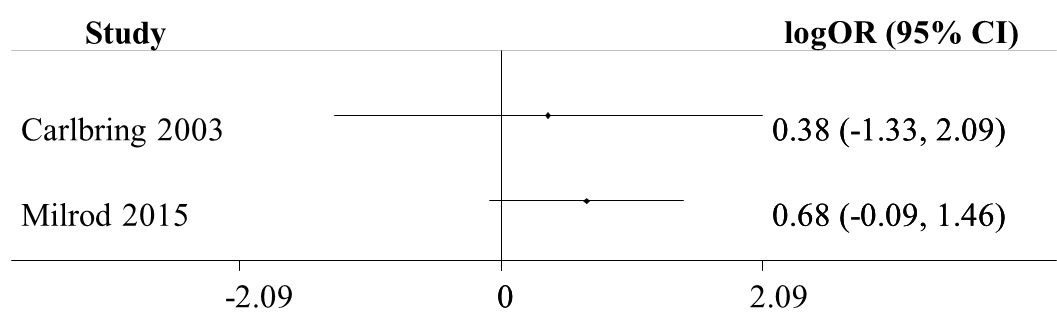 Study logOR (95% CI)
Carlbring 2003 0.38 (-1.33, 2.09)
Milrod 2015 0.68 (-0.09, 1.46)
-2.09 0 2.09